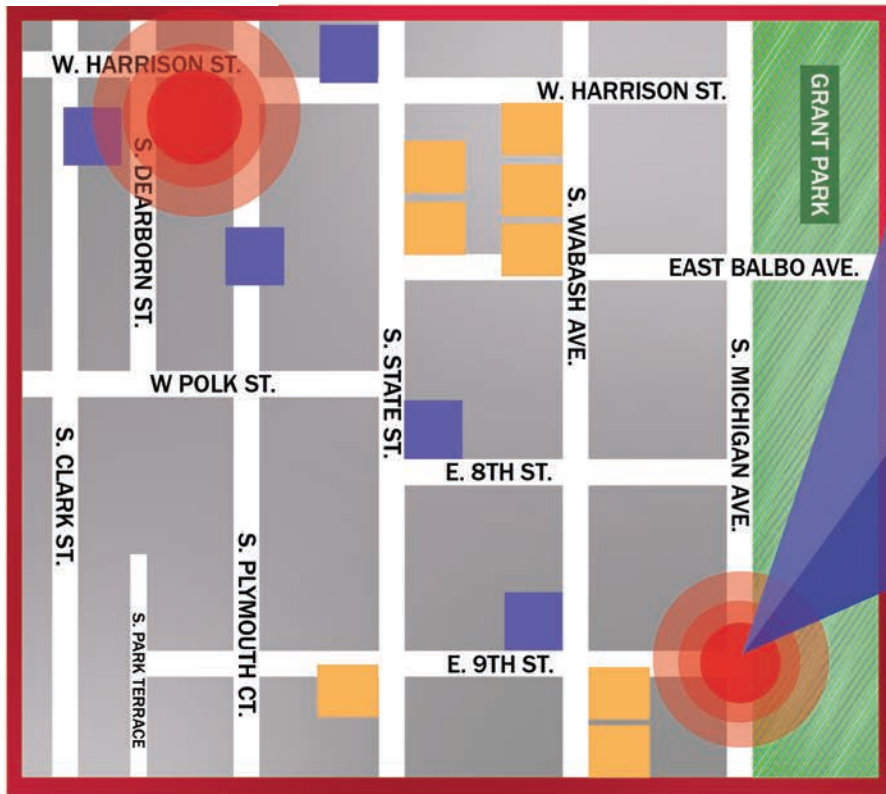 W. HARRISON ST.
W. HARRISON ST.
GRANT PARK
S. DEARBORN ST.
S. WABASH AVE.
EAST BALBO AVE.
S. STATE ST.
S. MICHIGAN AVE.
W POLK ST.
S. CLARK ST.
E. 8TH ST.
S. PLYMOUTH CT.
S. PARK TERRACE
E. 9TH ST.